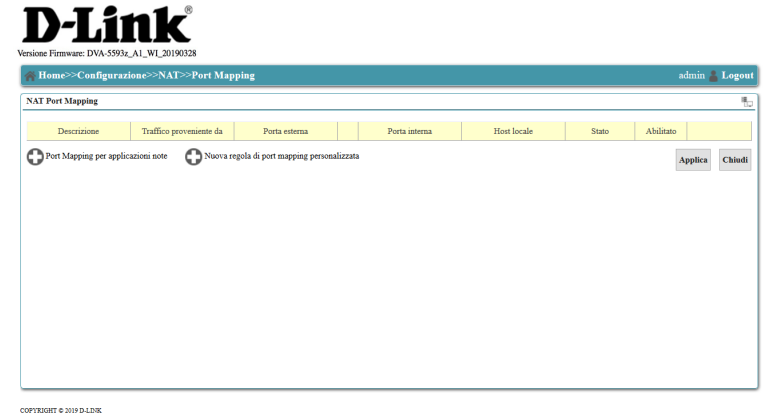 D-Link®
Versione Firmware: DVA-5593z_A1_WI_20190328
Home>>Configurazione>>NAT>>Port Mapping admin Logout
NAT Port Mapping
Descrizione Traffico proveniente da Porta esterna Porta interna Host locale Stato Abilitato
Port Mapping per applicazioni note Nuova regola di port mapping personalizzata Applica Chiudi
COPYRIGHT © 2019 D-LINK